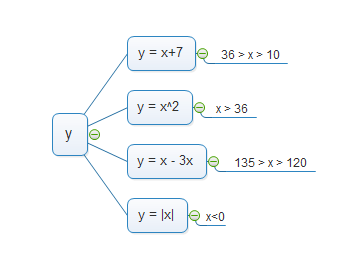 y
y = x+7
36 > x > 10
y = x^2
x > 36
y = x - 3x
135 > x > 120
y = |x|
x<0